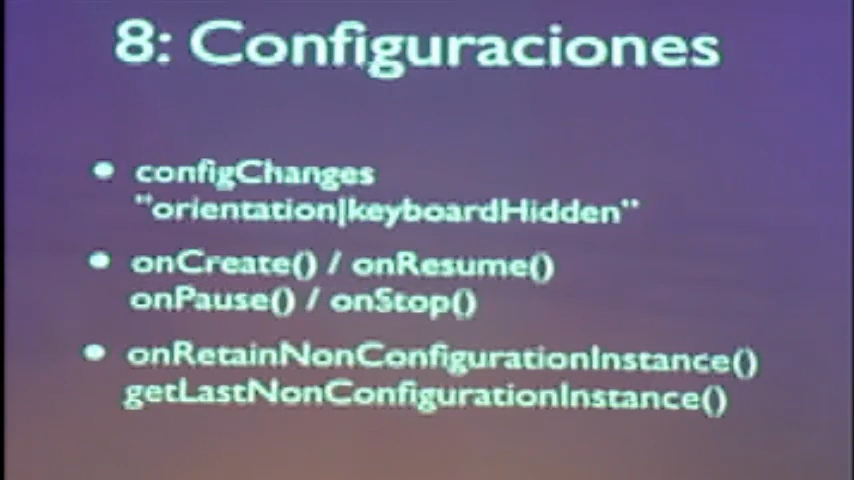 8: Configuraciones
• configChanges
"orientation|keyboardHidden"
• onCreate() / onResume()
onPause() / onStop()
• onRetainNonConfigurationInstance()
getLastNonConfigurationInstance()